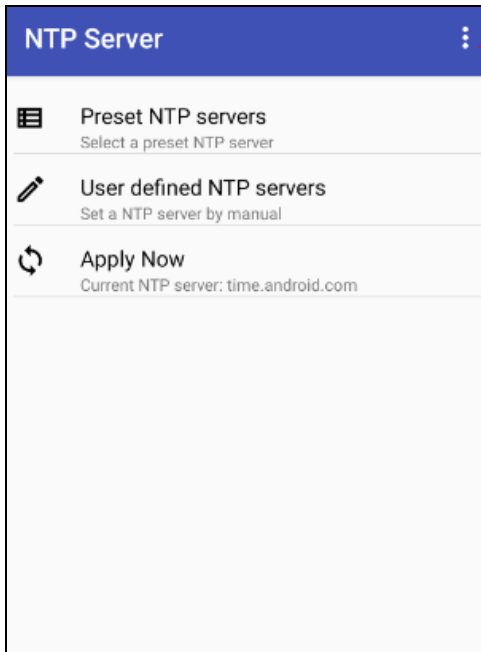 NTP Server
Preset NTP servers
Select a preset NTP server
User defined NTP servers
Set a NTP server by manual
Apply Now
Current NTP server: time.android.com